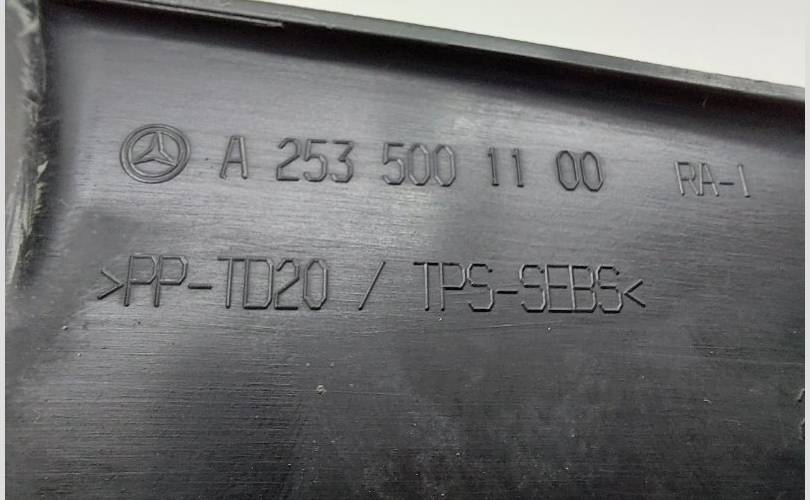 A 253 500 11 00 RA-1
>PP-TD20 / TPS-SEBS<